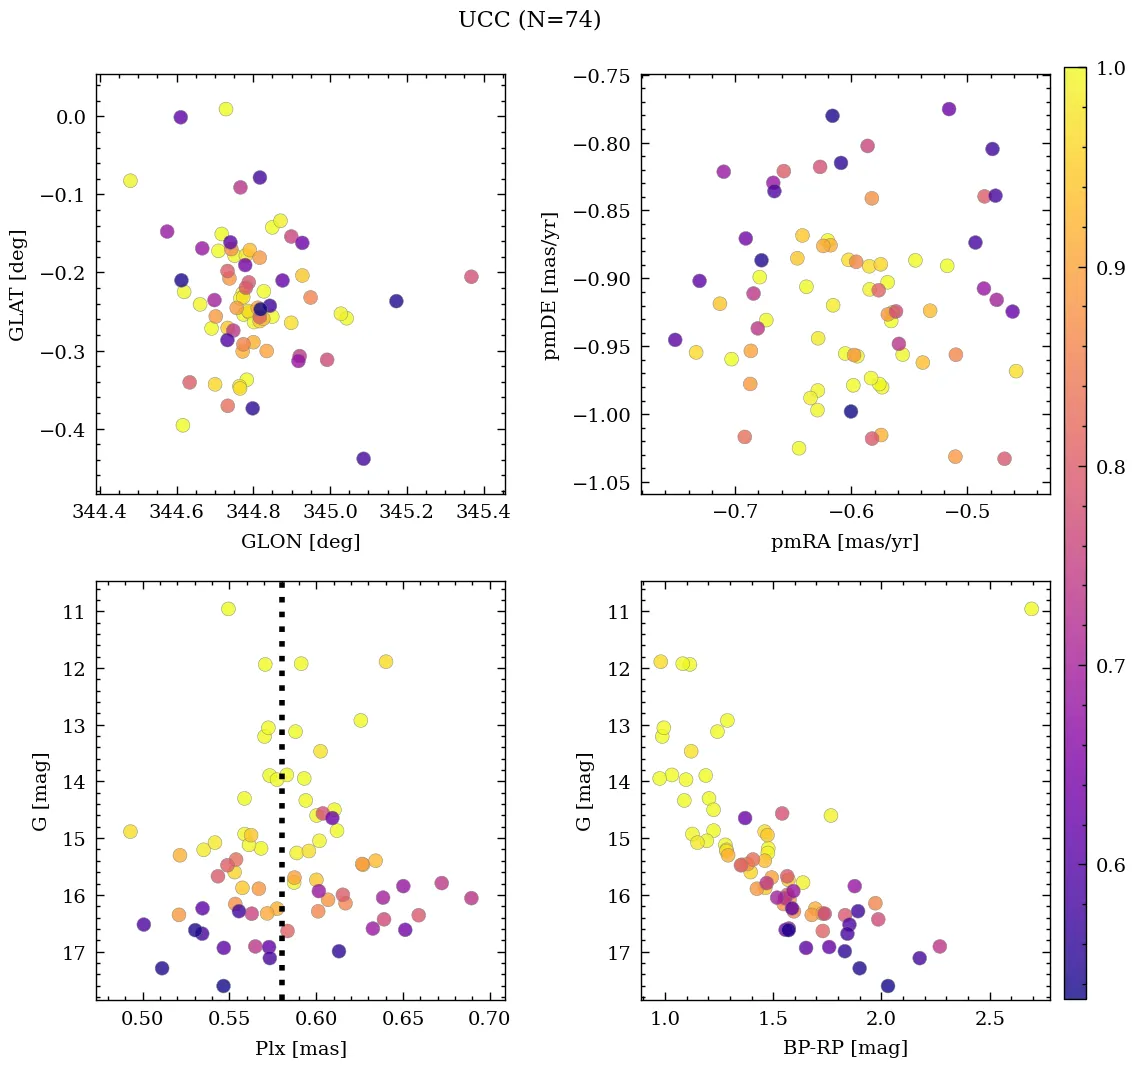 UCC (N=74)
0.0
−0.1
−0.2
−0.3
−0.4
GLAT [deg]
344.4 344.6 344.8 345.0 345.2 345.4
GLON [deg]
−0.75
−0.80
−0.85
−0.90
−0.95
−1.00
−1.05
pmDE [mas/yr]
−0.7 −0.6 −0.5
pmRA [mas/yr]
11
12
13
14
15
16
17
G [mag]
0.50 0.55 0.60 0.65 0.70
Plx [mas]
11
12
13
14
15
16
17
G [mag]
1.0 1.5 2.0 2.5
BP-RP [mag]
1.0
0.9
0.8
0.7
0.6